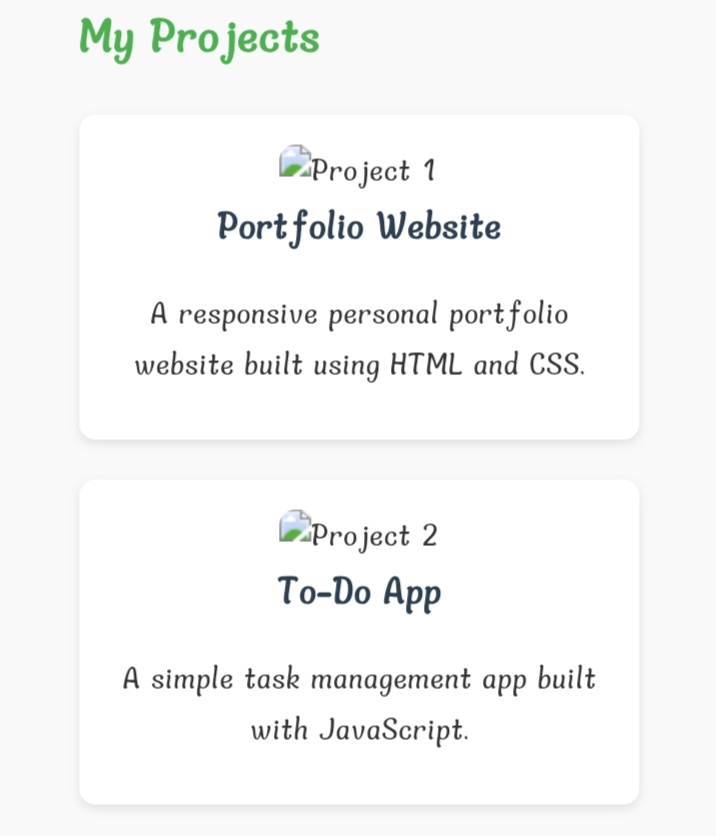 My Projects
Project 1
Portfolio Website
A responsive personal portfolio
website built using HTML and CSS.
Project 2
To-Do App
A simple task management app built
with JavaScript.